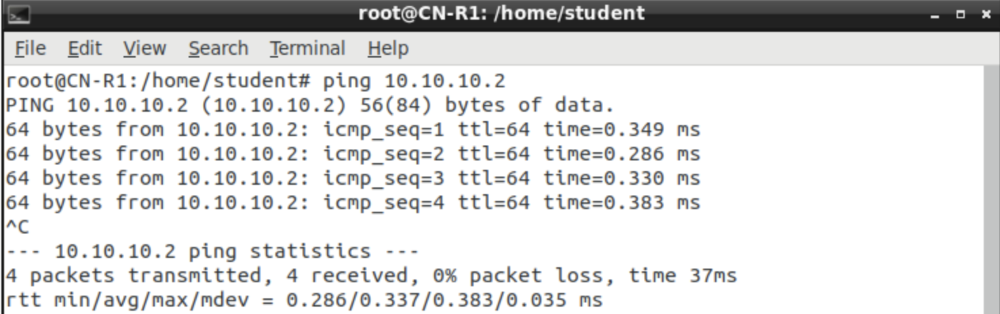 root@CN-R1: /home/student
File Edit View Search Terminal Help
root@CN-R1:/home/student# ping 10.10.10.2
PING 10.10.10.2 (10.10.10.2) 56(84) bytes of data.
64 bytes from 10.10.10.2: icmp_seq=1 ttl=64 time=0.349 ms
64 bytes from 10.10.10.2: icmp_seq=2 ttl=64 time=0.286 ms
64 bytes from 10.10.10.2: icmp_seq=3 ttl=64 time=0.330 ms
64 bytes from 10.10.10.2: icmp_seq=4 ttl=64 time=0.383 ms
^C
--- 10.10.10.2 ping statistics ---
4 packets transmitted, 4 received, 0% packet loss, time 37ms
rtt min/avg/max/mdev = 0.286/0.337/0.383/0.035 ms